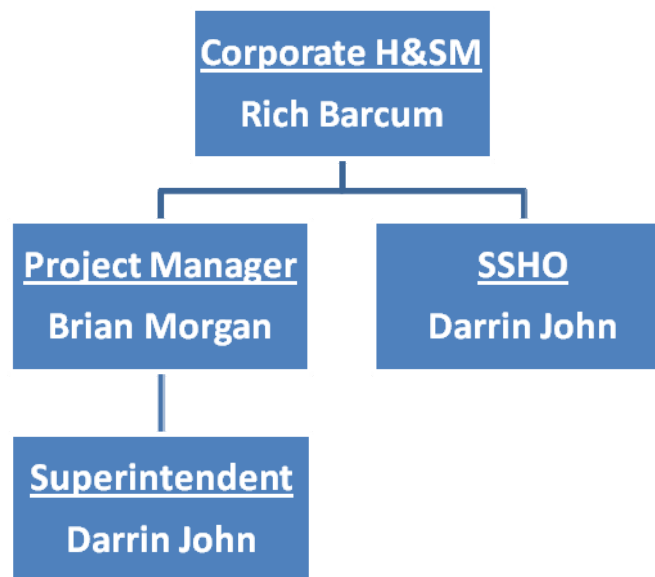 Corporate H&SM
Rich Barcum
Project Manager
Brian Morgan
SSHO
Darrin John
Superintendent
Darrin John